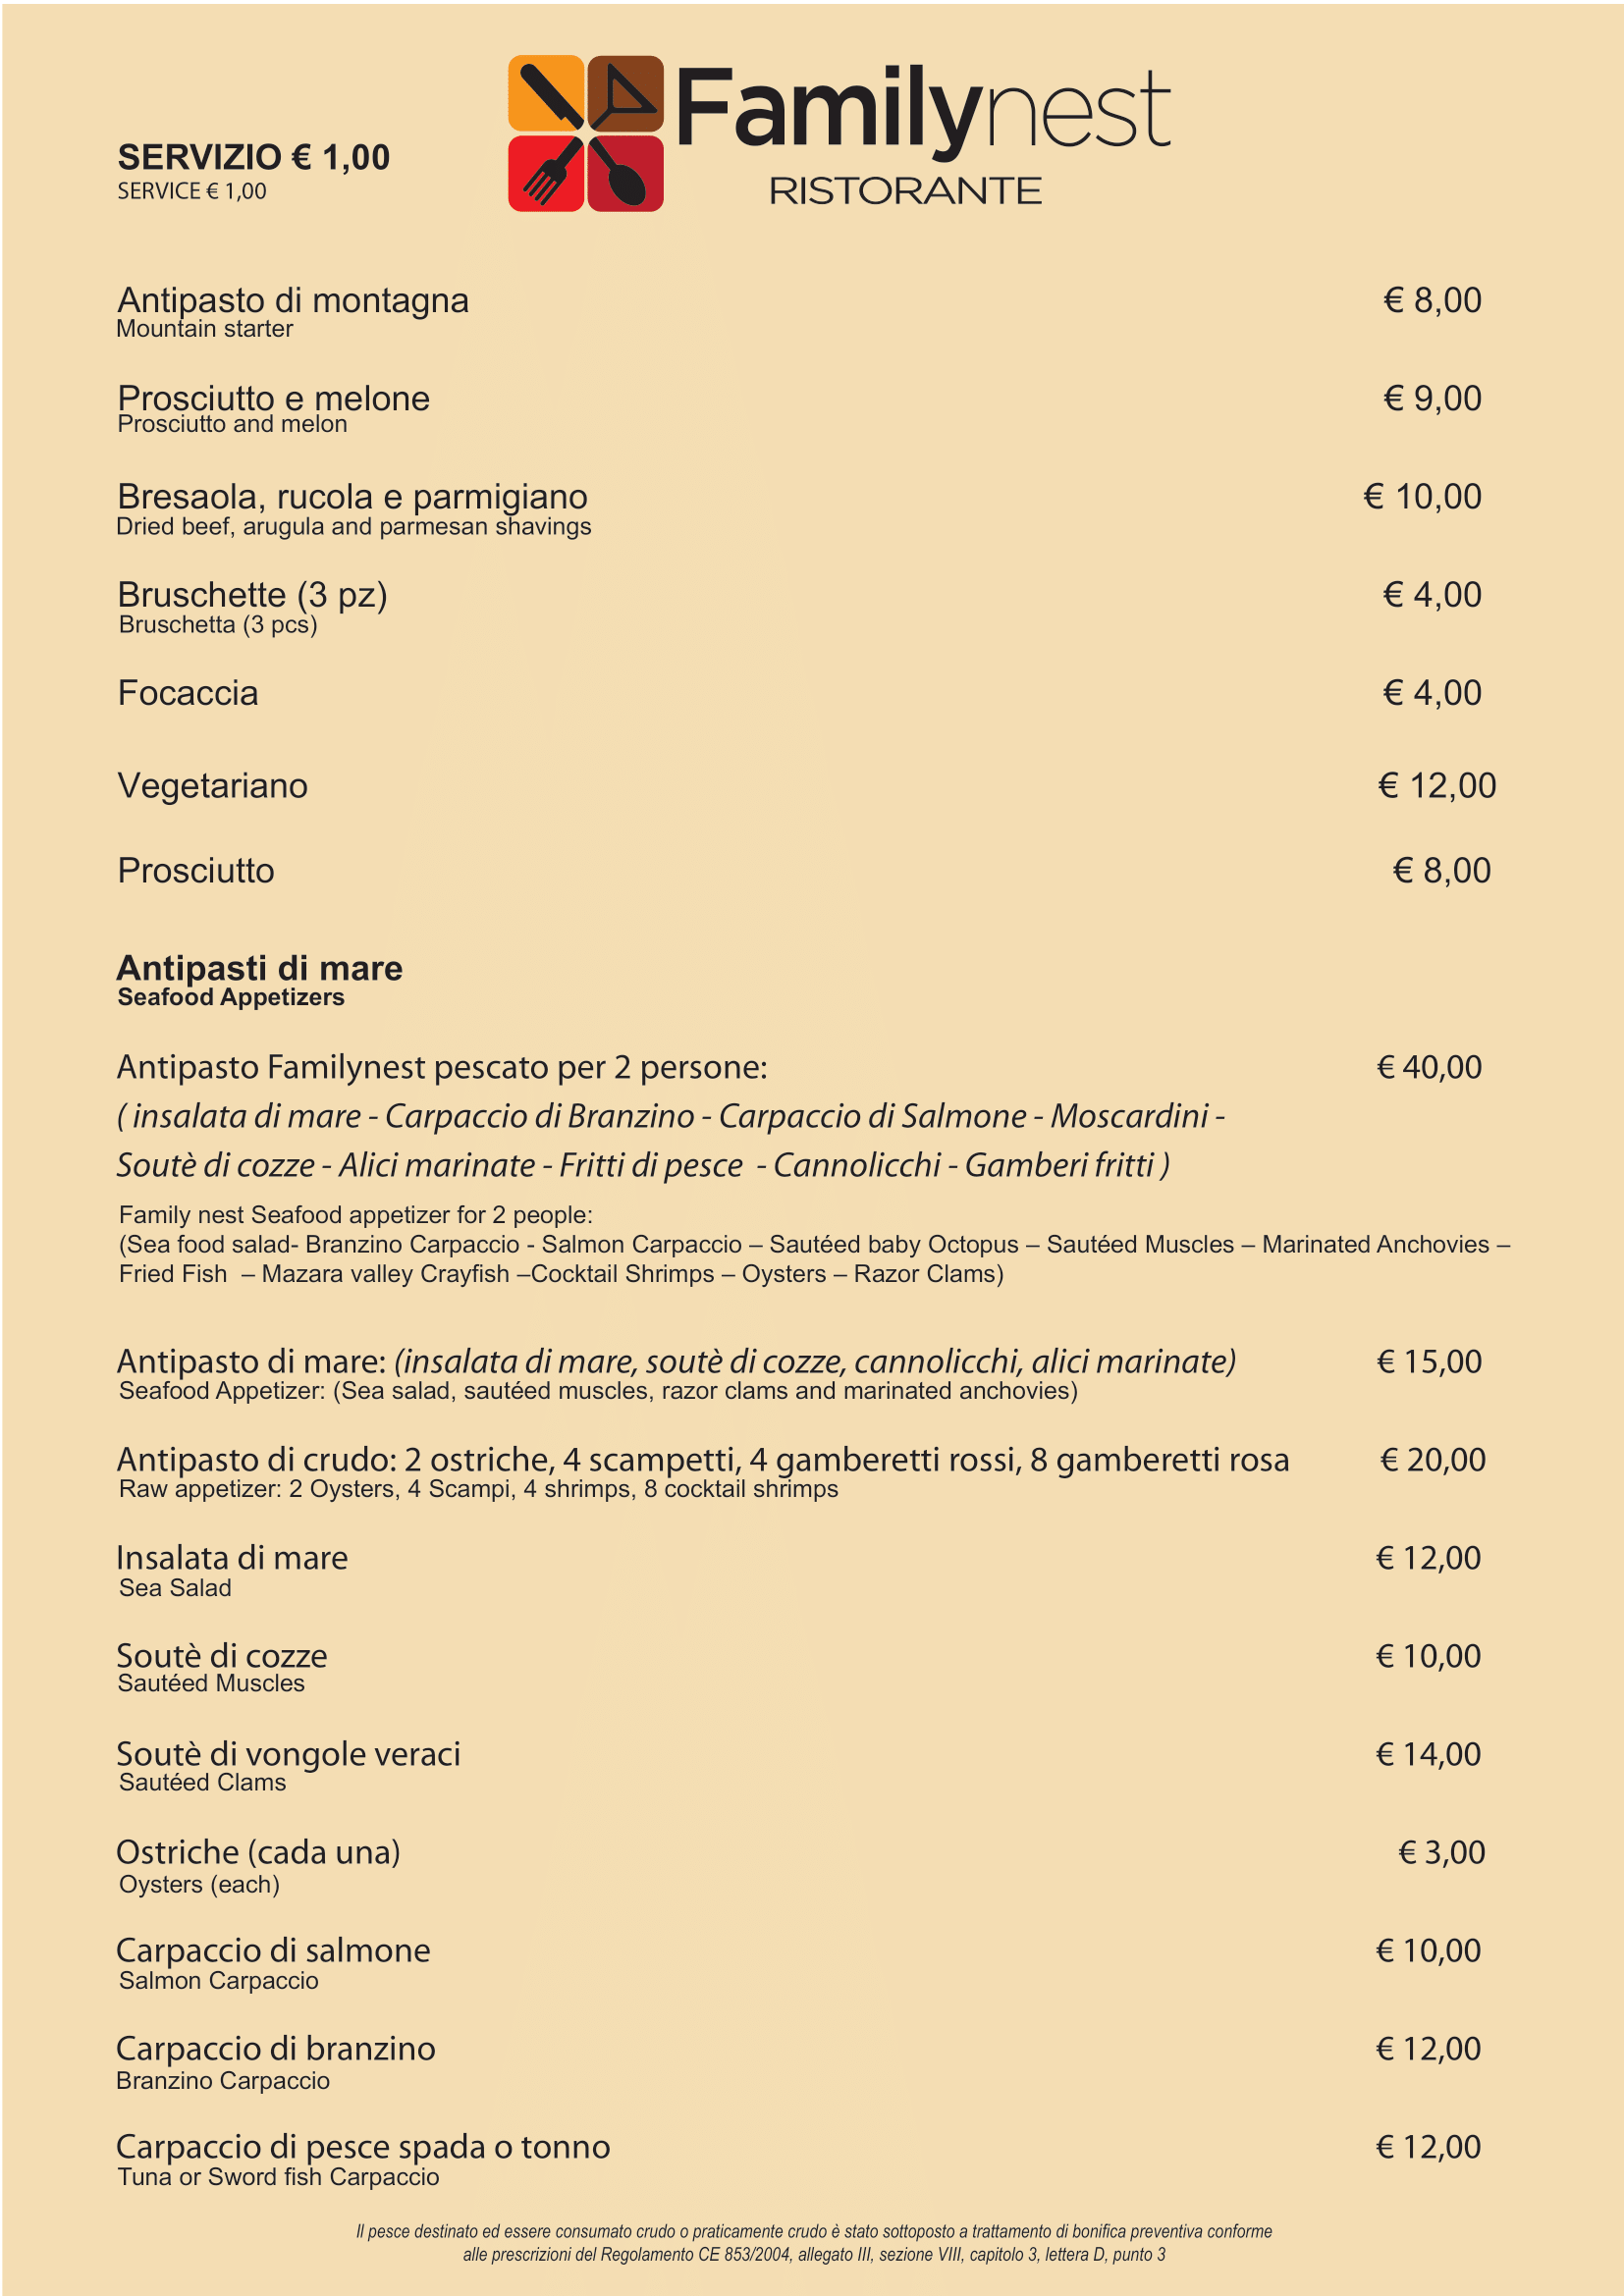 SERVIZIO € 1,00
SERVICE € 1,00
Familynest
RISTORANTE
Antipasto di montagna € 8,00
Mountain starter
Prosciutto e melone € 9,00
Prosciutto and melon
Bresaola, rucola e parmigiano € 10,00
Dried beef, arugula and parmesan shavings
Bruschette (3 pz) € 4,00
Bruschetta (3 pcs)
Focaccia € 4,00
Vegetariano € 12,00
Prosciutto € 8,00
Antipasti di mare
Seafood Appetizers
Antipasto Familynest pescato per 2 persone: € 40,00
( insalata di mare - Carpaccio di Branzino - Carpaccio di Salmone - Moscardini -
Soutè di cozze - Alici marinate - Fritti di pesce - Cannolicchi - Gamberi fritti )
Family nest Seafood appetizer for 2 people:
(Sea food salad- Branzino Carpaccio - Salmon Carpaccio – Sautéed baby Octopus – Sautéed Muscles – Marinated Anchovies –
Fried Fish – Mazara valley Crayfish –Cocktail Shrimps – Oysters – Razor Clams)
Antipasto di mare: (insalata di mare, soutè di cozze, cannolicchi, alici marinate) € 15,00
Seafood Appetizer: (Sea salad, sautéed muscles, razor clams and marinated anchovies)
Antipasto di crudo: 2 ostriche, 4 scampetti, 4 gamberetti rossi, 8 gamberetti rosa € 20,00
Raw appetizer: 2 Oysters, 4 Scampi, 4 shrimps, 8 cocktail shrimps
Insalata di mare € 12,00
Sea Salad
Soutè di cozze € 10,00
Sautéed Muscles
Soutè di vongole veraci € 14,00
Sautéed Clams
Ostriche (cada una) € 3,00
Oysters (each)
Carpaccio di salmone € 10,00
Salmon Carpaccio
Carpaccio di branzino € 12,00
Branzino Carpaccio
Carpaccio di pesce spada o tonno € 12,00
Tuna or Sword fish Carpaccio
Il pesce destinato ed essere consumato crudo o praticamente crudo è stato sottoposto a trattamento di bonifica preventiva conforme
alle prescrizioni del Regolamento CE 853/2004, allegato III, sezione VIII, capitolo 3, lettera D, punto 3